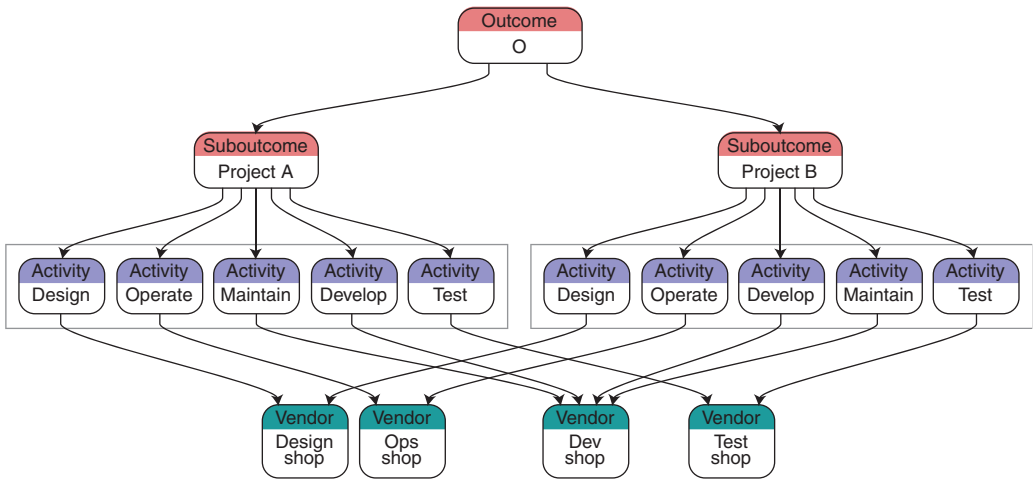 Outcome
O
Suboutcome
Project A
Suboutcome
Project B
Activity
Design
Activity
Operate
Activity
Maintain
Activity
Develop
Activity
Test
Activity
Design
Activity
Operate
Activity
Develop
Activity
Maintain
Activity
Test
Vendor
Design
shop
Vendor
Ops
shop
Vendor
Dev
shop
Vendor
Test
shop